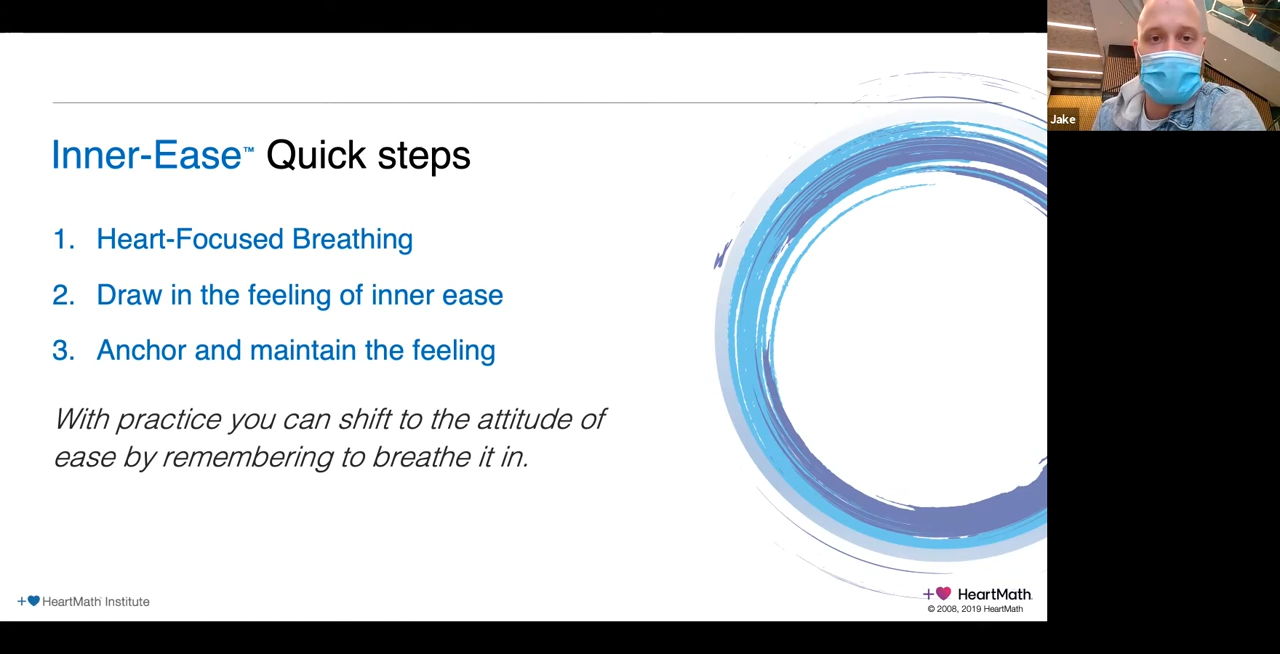 Inner-Ease™ Quick steps
1. Heart-Focused Breathing
2. Draw in the feeling of inner ease
3. Anchor and maintain the feeling
With practice you can shift to the attitude of
ease by remembering to breathe it in.
HeartMath Institute
HeartMath.
© 2008, 2019 HeartMath
Jake